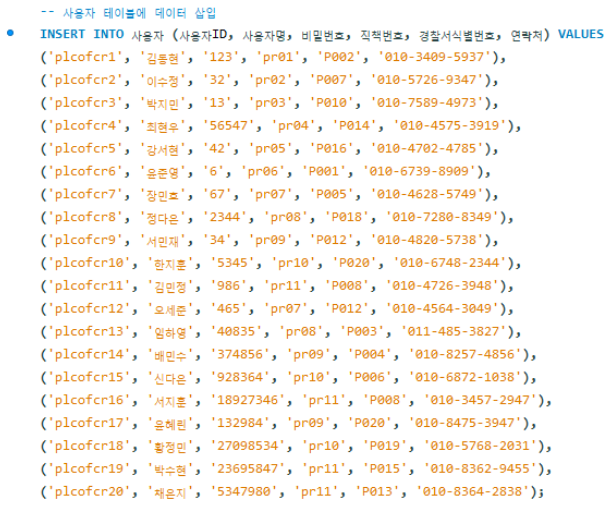 -- 사용자 테이블에 데이터 삽입
INSERT INTO 사용자 (사용자ID, 사용자명, 비밀번호, 직책번호, 경찰서식별번호, 연락처) VALUES
('plcofcr1', '김동현', '123', 'pr01', 'P002', '010-3409-5937'),
('plcofcr2', '이수정', '32', 'pr02', 'P007', '010-5726-9347'),
('plcofcr3', '박지민', '13', 'pr03', 'P010', '010-7589-4973'),
('plcofcr4', '최현우', '56547', 'pr04', 'P014', '010-4575-3919'),
('plcofcr5', '강서현', '42', 'pr05', 'P016', '010-4702-4785'),
('plcofcr6', '윤준영', '6', 'pr06', 'P001', '010-6739-8909'),
('plcofcr7', '장민호', '67', 'pr07', 'P005', '010-4628-5749'),
('plcofcr8', '정다은', '2344', 'pr08', 'P018', '010-7280-8349'),
('plcofcr9', '서민재', '34', 'pr09', 'P012', '010-4820-5738'),
('plcofcr10', '한지훈', '5345', 'pr10', 'P020', '010-6748-2344'),
('plcofcr11', '김민정', '986', 'pr11', 'P008', '010-4726-3948'),
('plcofcr12', '오세준', '465', 'pr07', 'P012', '010-4564-3049'),
('plcofcr13', '임하영', '40835', 'pr08', 'P003', '011-485-3827'),
('plcofcr14', '배민수', '374856', 'pr09', 'P004', '010-8257-4856'),
('plcofcr15', '신다은', '928364', 'pr10', 'P006', '010-6872-1038'),
('plcofcr16', '서지훈', '18927346', 'pr11', 'P008', '010-3457-2947'),
('plcofcr17', '윤혜린', '132984', 'pr09', 'P020', '010-8475-3947'),
('plcofcr18', '황정민', '27098534', 'pr10', 'P019', '010-5768-2031'),
('plcofcr19', '박수현', '23695847', 'pr11', 'P015', '010-8362-9455'),
('plcofcr20', '채은지', '5347980', 'pr11', 'P013', '010-8364-2838');